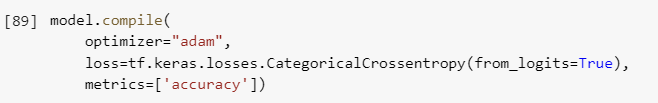 [89] model.compile(
optimizer="adam",
loss=tf.keras.losses.CategoricalCrossentropy(from_logits=True),
metrics=['accuracy'])